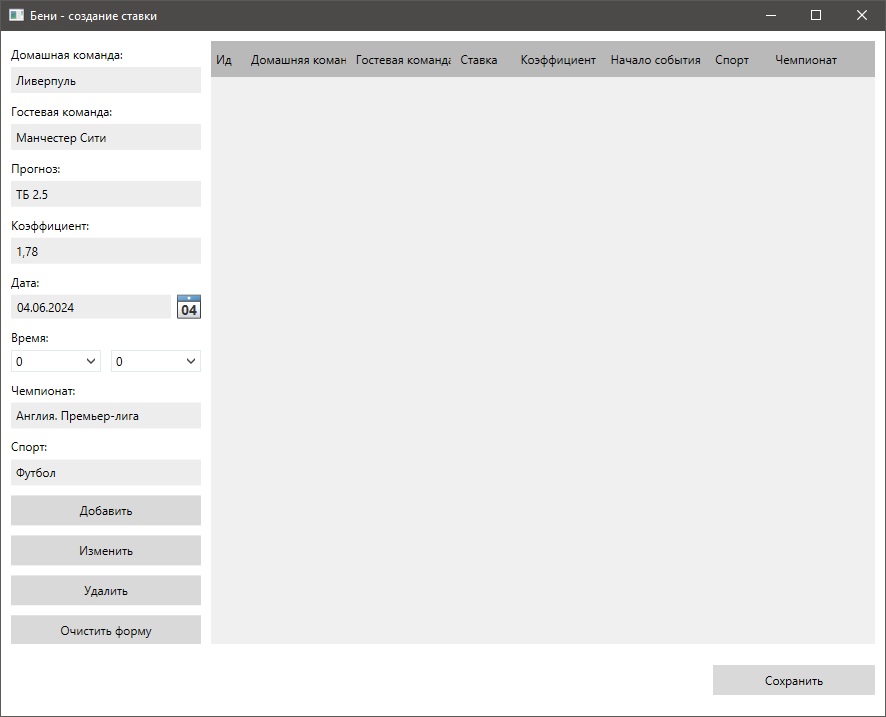 Бени - создание ставки
Домашная команда:
Ливерпуль
Гостевая команда:
Манчестер Сити
Прогноз:
ТБ 2.5
Коэффициент:
1,78
Дата:
04.06.2024
04
Время:
0 0
Чемпионат:
Англия. Премьер-лига
Спорт:
Футбол
Добавить
Изменить
Удалить
Очистить форму
Ид Домашняя коман Гостевая команда Ставка Коэффициент Начало события Спорт Чемпионат
Сохранить